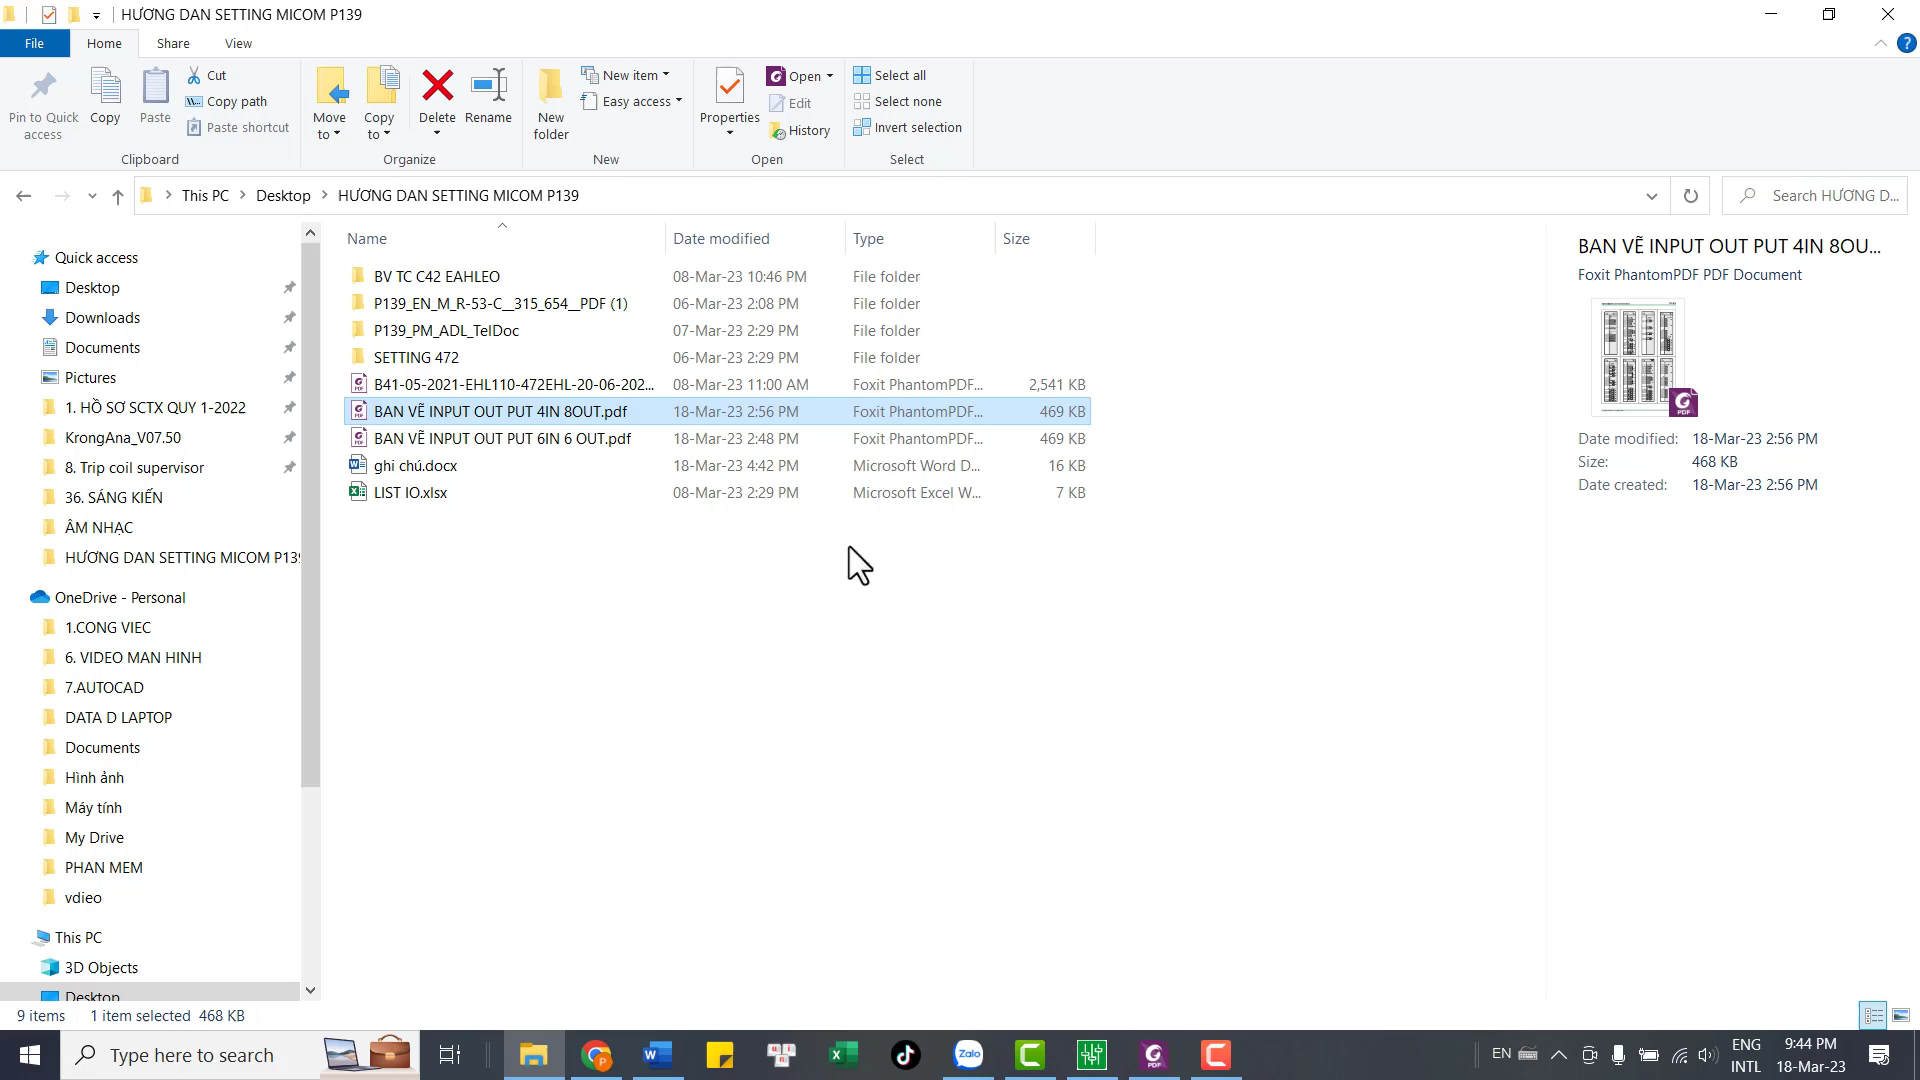 HƯƠNG DAN SETTING MICOM P139
File
Home
Share
View
Pin to Quick access
Copy
Paste
Cut
Copy path
Paste shortcut
Clipboard
Move to
Copy to
Delete
Rename
Organize
New folder
New item
Easy access
New
Properties
Open
Edit
History
Open
Select all
Select none
Invert selection
Select
This PC
Desktop
HƯƠNG DAN SETTING MICOM P139
Search HƯƠNG D...
Quick access
Desktop
Downloads
Documents
Pictures
1. HỒ SƠ SCTX QUY 1-2022
KrongAna_V07.50
8. Trip coil supervisor
36. SÁNG KIẾN
ÂM NHẠC
HƯƠNG DAN SETTING MICOM P139
OneDrive - Personal
1.CONG VIEC
6. VIDEO MAN HINH
7.AUTOCAD
DATA D LAPTOP
Documents
Hình ảnh
Máy tính
My Drive
PHAN MEM
vdieo
This PC
3D Objects
Desktop
Name Date modified Type Size
BV TC C42 EAHLEO 08-Mar-23 10:46 PM File folder
P139_EN_M_R-53-C__315_654__PDF (1) 06-Mar-23 2:08 PM File folder
P139_PM_ADL_TelDoc 07-Mar-23 2:29 PM File folder
SETTING 472 06-Mar-23 2:29 PM File folder
B41-05-2021-EHL110-472EHL-20-06-202... 08-Mar-23 11:00 AM Foxit PhantomPDF... 2,541 KB
BAN VẼ INPUT OUT PUT 4IN 8OUT.pdf 18-Mar-23 2:56 PM Foxit PhantomPDF... 469 KB
BAN VẼ INPUT OUT PUT 6IN 6 OUT.pdf 18-Mar-23 2:48 PM Foxit PhantomPDF... 469 KB
ghi chú.docx 18-Mar-23 4:42 PM Microsoft Word D... 16 KB
LIST IO.xlsx 08-Mar-23 2:29 PM Microsoft Excel W... 7 KB
BAN VẼ INPUT OUT PUT 4IN 8OU...
Foxit PhantomPDF PDF Document
PDF
Date modified: 18-Mar-23 2:56 PM
Size: 468 KB
Date created: 18-Mar-23 2:56 PM
9 items 1 item selected 468 KB
Type here to search
Zalo
EN
ENG
INTL
9:44 PM
18-Mar-23